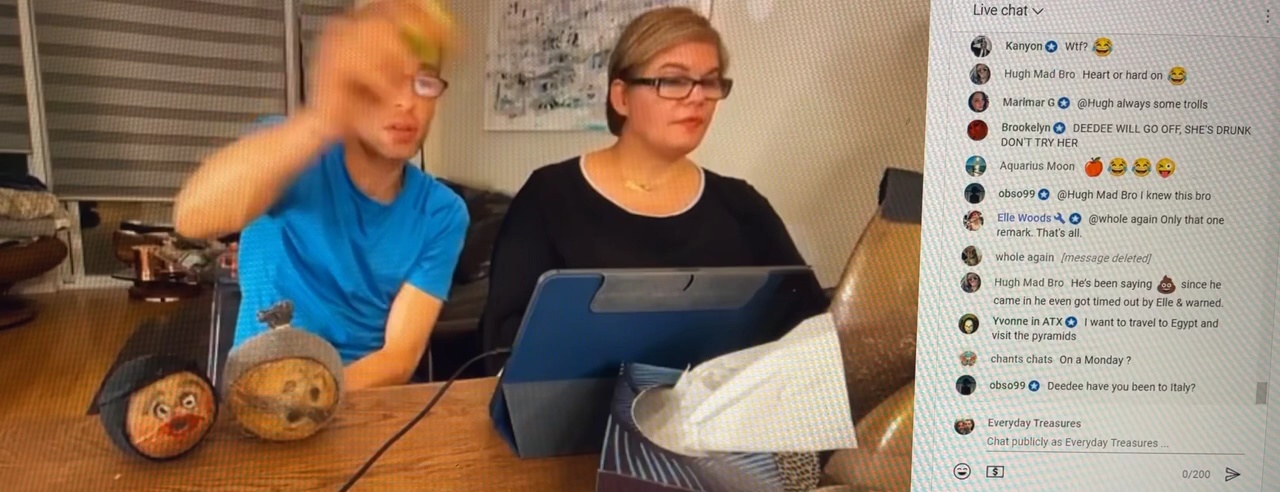 Live chat
Kanyon Wtf? 😂
Hugh Mad Bro Heart or hard on 😂
Marimar G @Hugh always some trolls
Brookelyn DEEDEE WILL GO OFF, SHE'S DRUNK
DON'T TRY HER
Aquarius Moon 🍎😂😂😜
obso99 @Hugh Mad Bro I knew this bro
Elle Woods @whole again Only that one
remark. That's all.
whole again [message deleted]
Hugh Mad Bro He's been saying 💩 since he
came in he even got timed out by Elle & warned.
Yvonne in ATX I want to travel to Egypt and
visit the pyramids
chants chats On a Monday ?
obso99 Deedee have you been to Italy?
Everyday Treasures
Chat publicly as Everyday Treasures ...
$ 0/200